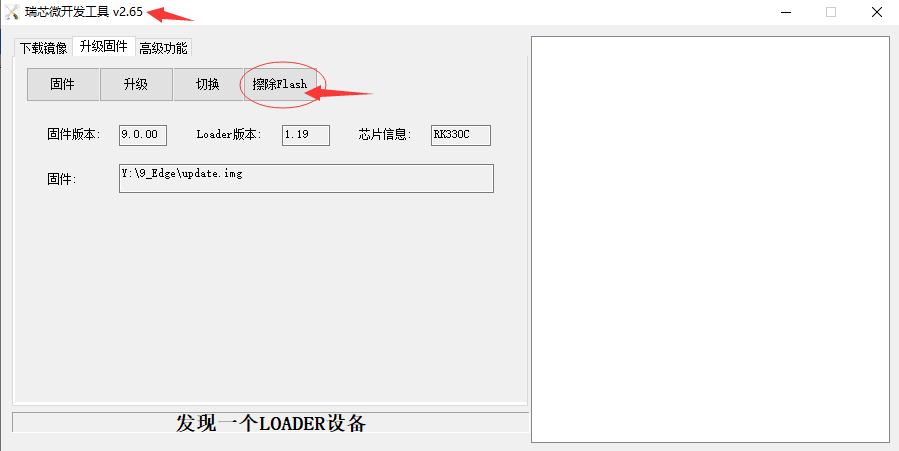 瑞芯微开发工具 v2.65
下载镜像 升级固件 高级功能
固件 升级 切换 擦除Flash
固件版本: 9.0.00 Loader版本: 1.19 芯片信息: RK330C
固件: Y:\9_Edge\update.img
发现一个LOADER设备